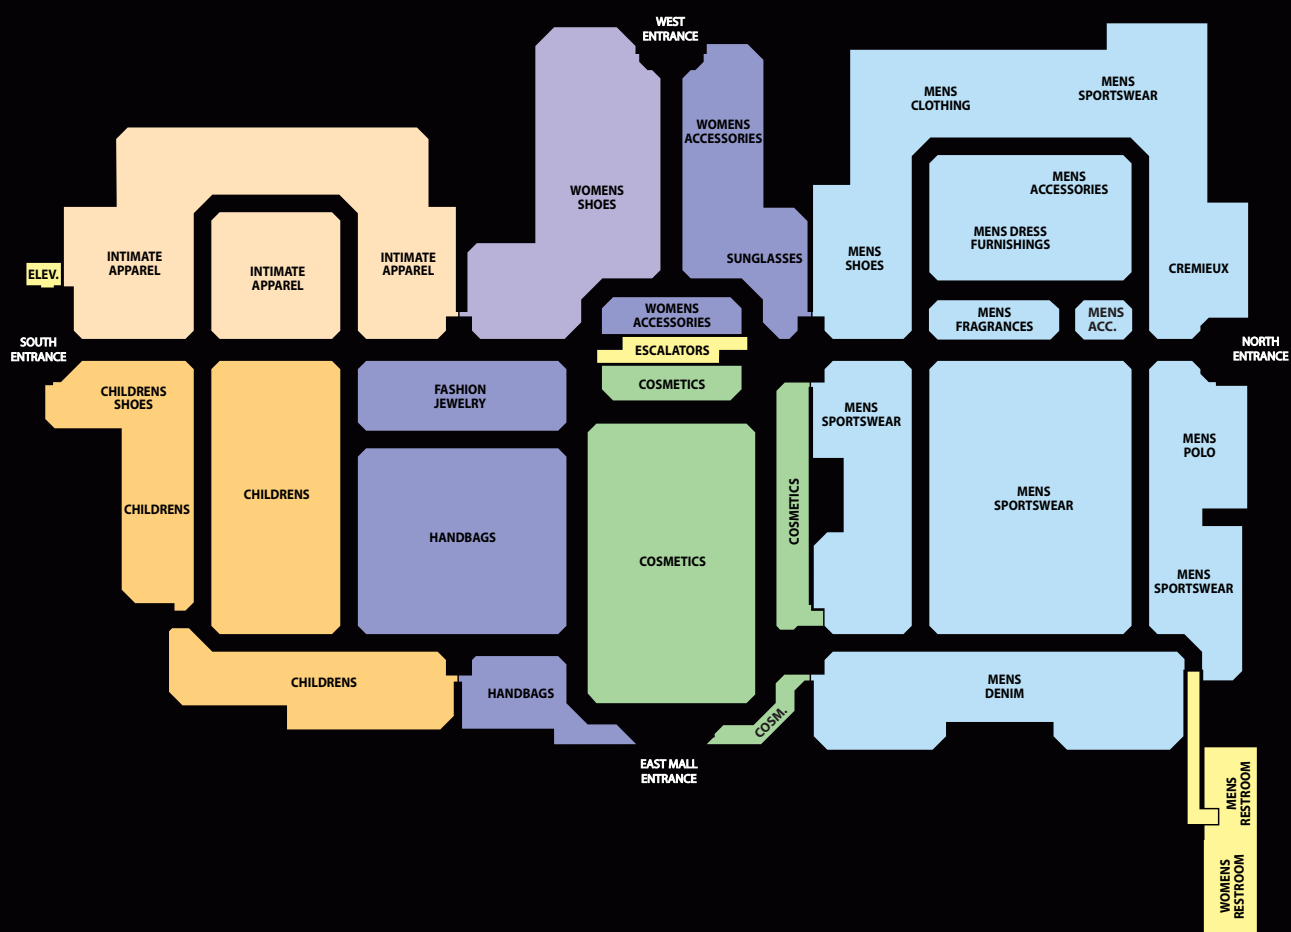 WEST
ENTRANCE
MENS
SPORTSWEAR
MENS
CLOTHING
WOMENS
ACCESSORIES
MENS
ACCESSORIES
WOMENS
SHOES
MENS DRESS
FURNISHINGS
INTIMATE
APPAREL
INTIMATE
APPAREL
INTIMATE
APPAREL
SUNGLASSES
MENS
SHOES
CREMIEUX
ELEV.
WOMENS
ACCESSORIES
MENS
FRAGRANCES
MENS
ACC.
SOUTH
ENTRANCE
ESCALATORS
NORTH
ENTRANCE
CHILDRENS
SHOES
FASHION
JEWELRY
COSMETICS
MENS
SPORTSWEAR
MENS
POLO
CHILDRENS
CHILDRENS
HANDBAGS
COSMETICS
COSMETICS
MENS
SPORTSWEAR
MENS
SPORTSWEAR
CHILDRENS
HANDBAGS
COSM.
MENS
DENIM
EAST MALL
ENTRANCE
MENS
RESTROOM
WOMENS
RESTROOM